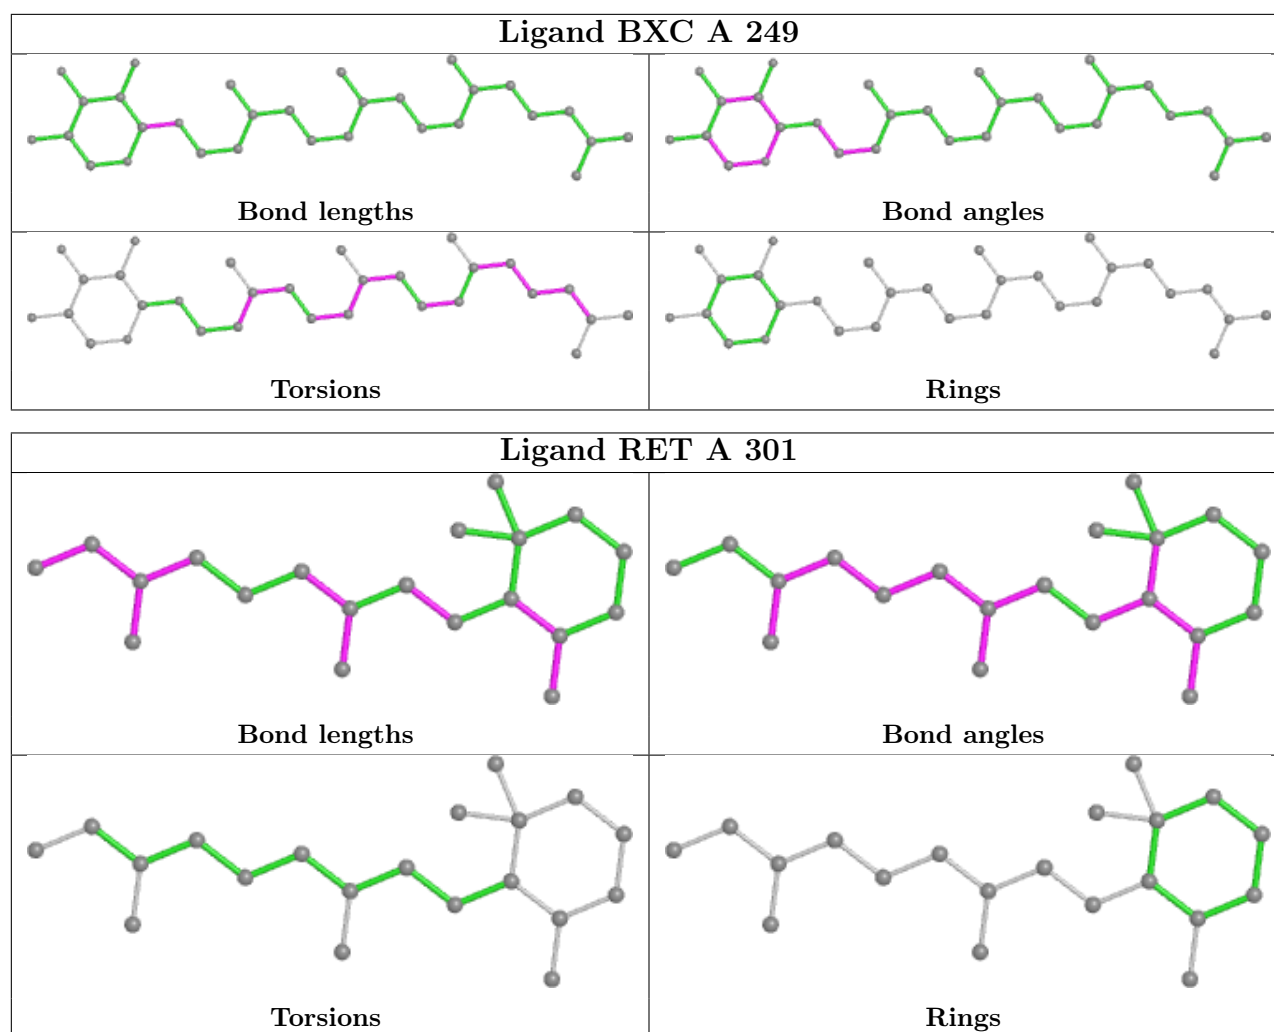 Ligand BXC A 249
Bond lengths
Bond angles
Torsions
Rings
Ligand RET A 301
Bond lengths
Bond angles
Torsions
Rings